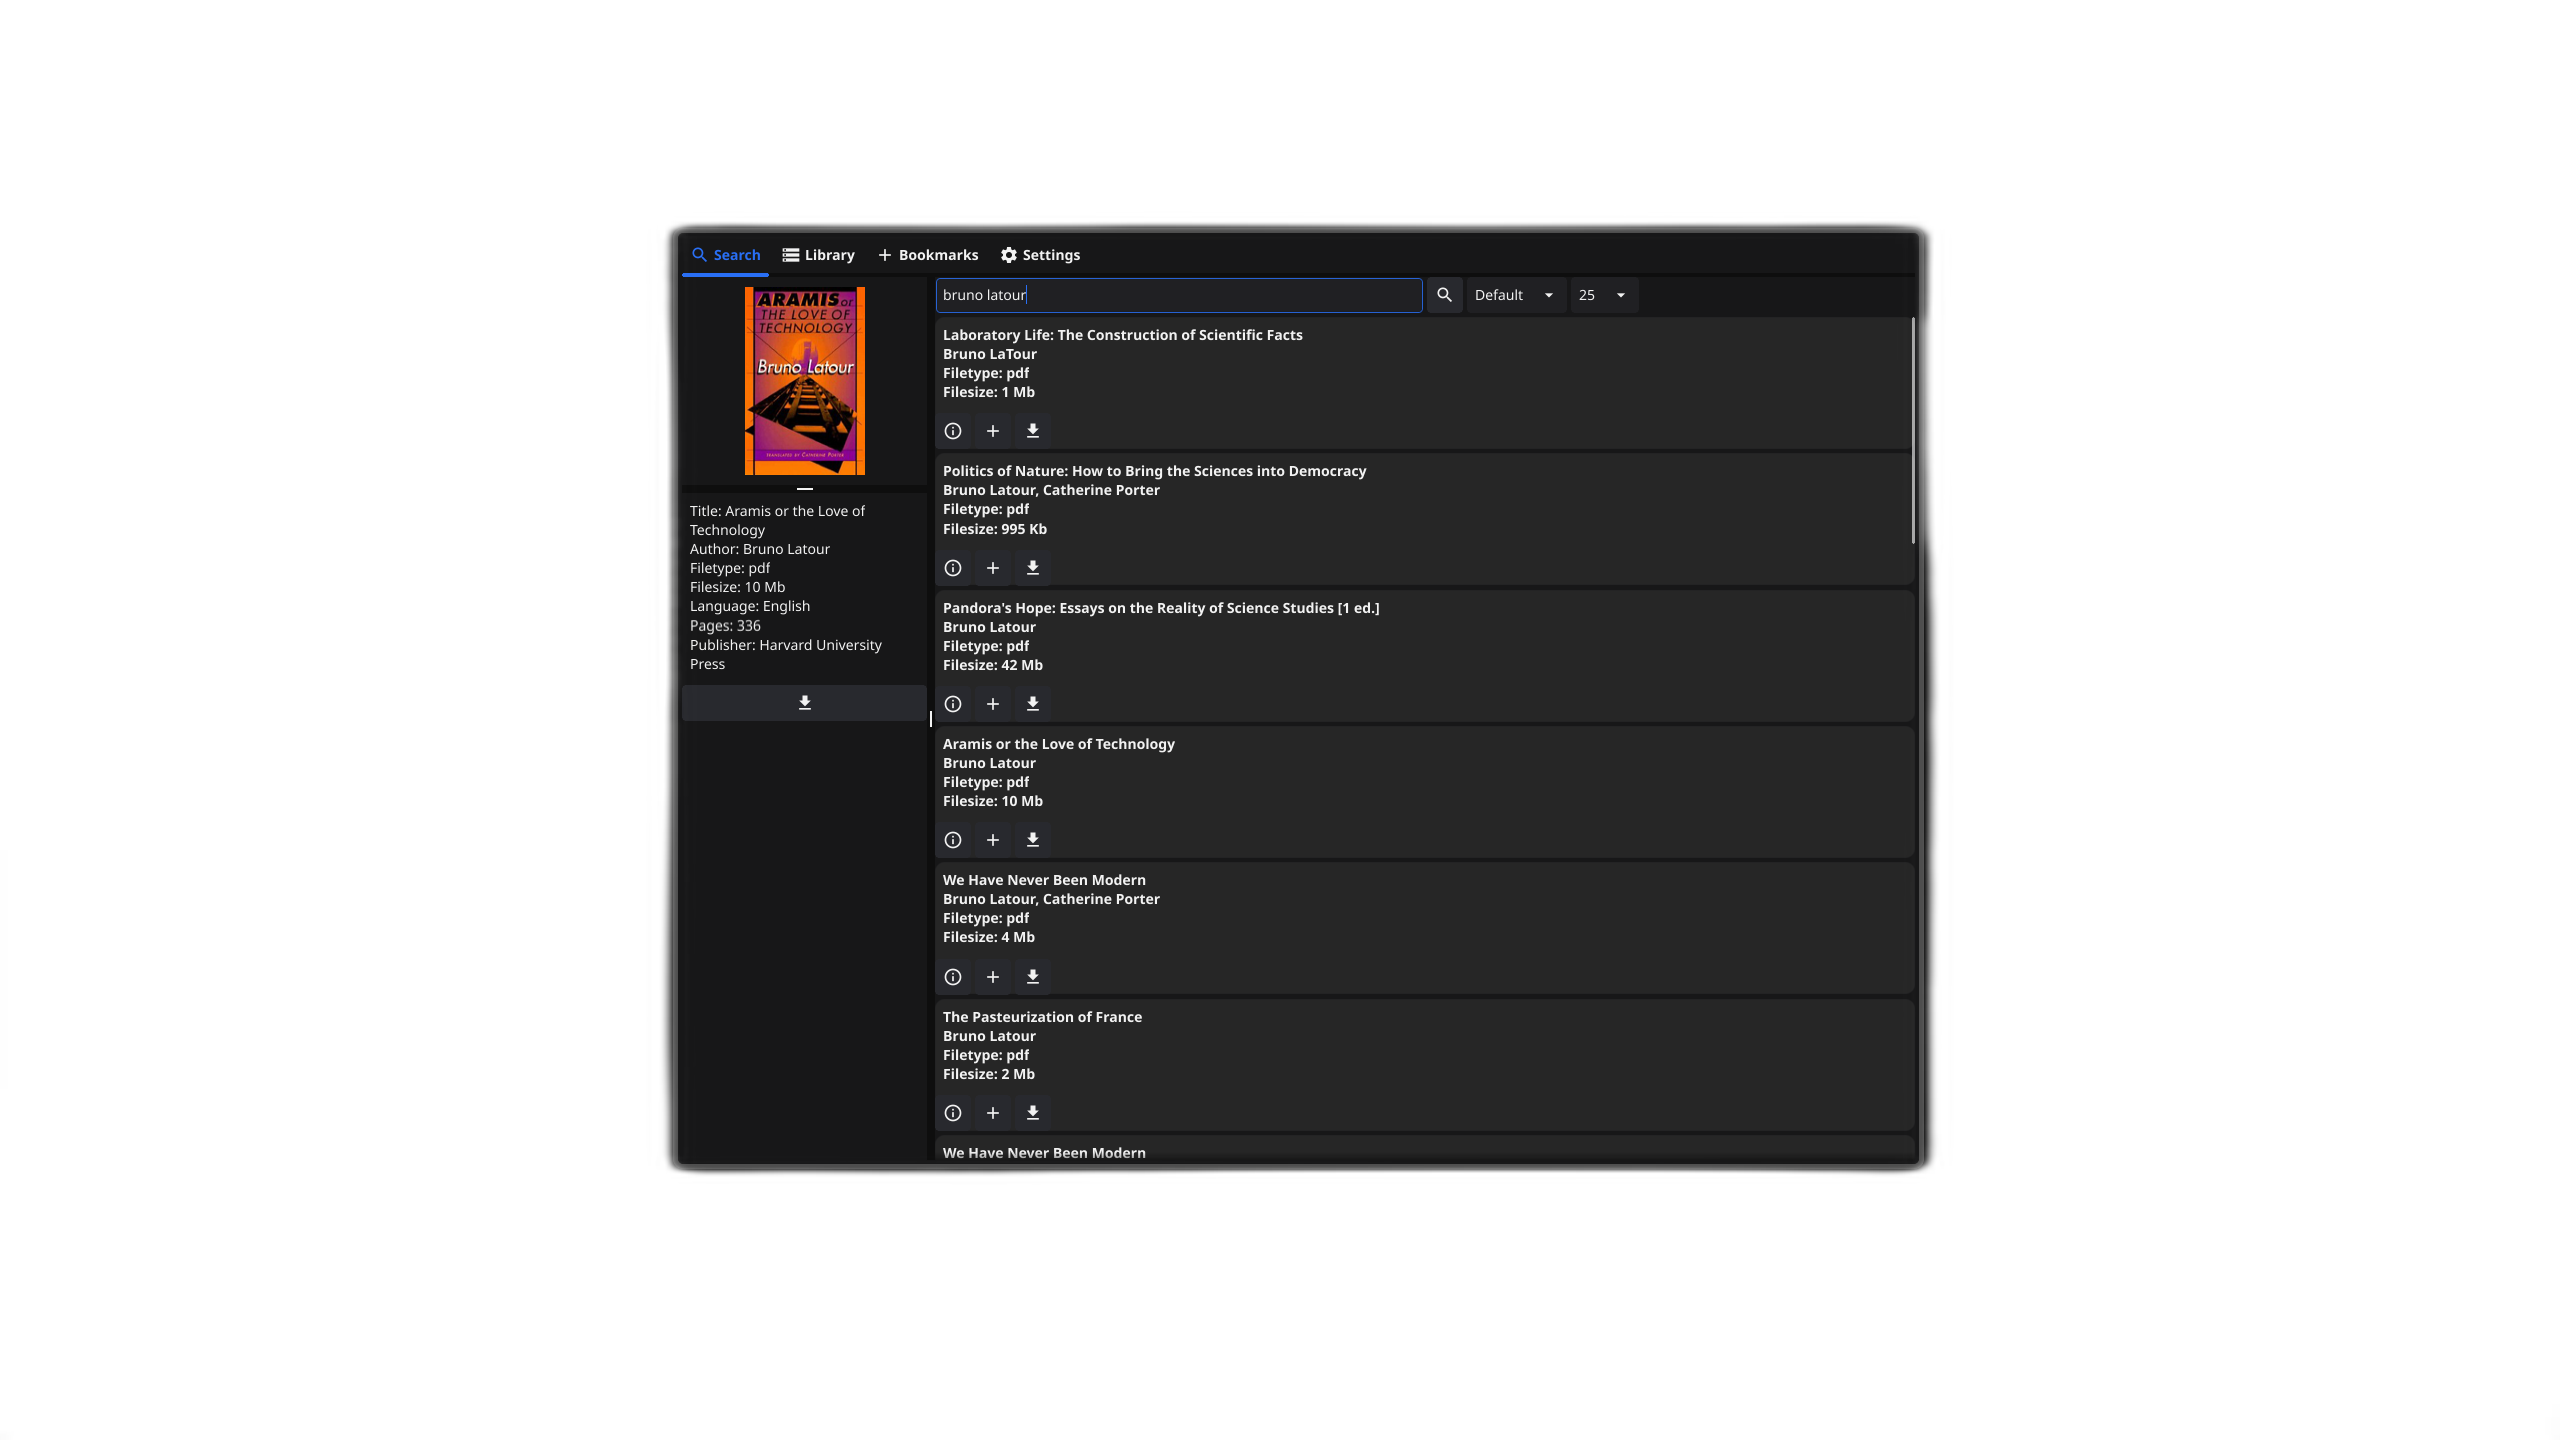 Search
Library
Bookmarks
Settings
ARAMIS or
THE LOVE OF
TECHNOLOGY
Bruno Latour
TRANSLATED BY CATHERINE PORTER
Title: Aramis or the Love of
Technology
Author: Bruno Latour
Filetype: pdf
Filesize: 10 Mb
Language: English
Pages: 336
Publisher: Harvard University
Press
bruno latour
Default
25
Laboratory Life: The Construction of Scientific Facts
Bruno LaTour
Filetype: pdf
Filesize: 1 Mb
Politics of Nature: How to Bring the Sciences into Democracy
Bruno Latour, Catherine Porter
Filetype: pdf
Filesize: 995 Kb
Pandora's Hope: Essays on the Reality of Science Studies [1 ed.]
Bruno Latour
Filetype: pdf
Filesize: 42 Mb
Aramis or the Love of Technology
Bruno Latour
Filetype: pdf
Filesize: 10 Mb
We Have Never Been Modern
Bruno Latour, Catherine Porter
Filetype: pdf
Filesize: 4 Mb
The Pasteurization of France
Bruno Latour
Filetype: pdf
Filesize: 2 Mb
We Have Never Been Modern